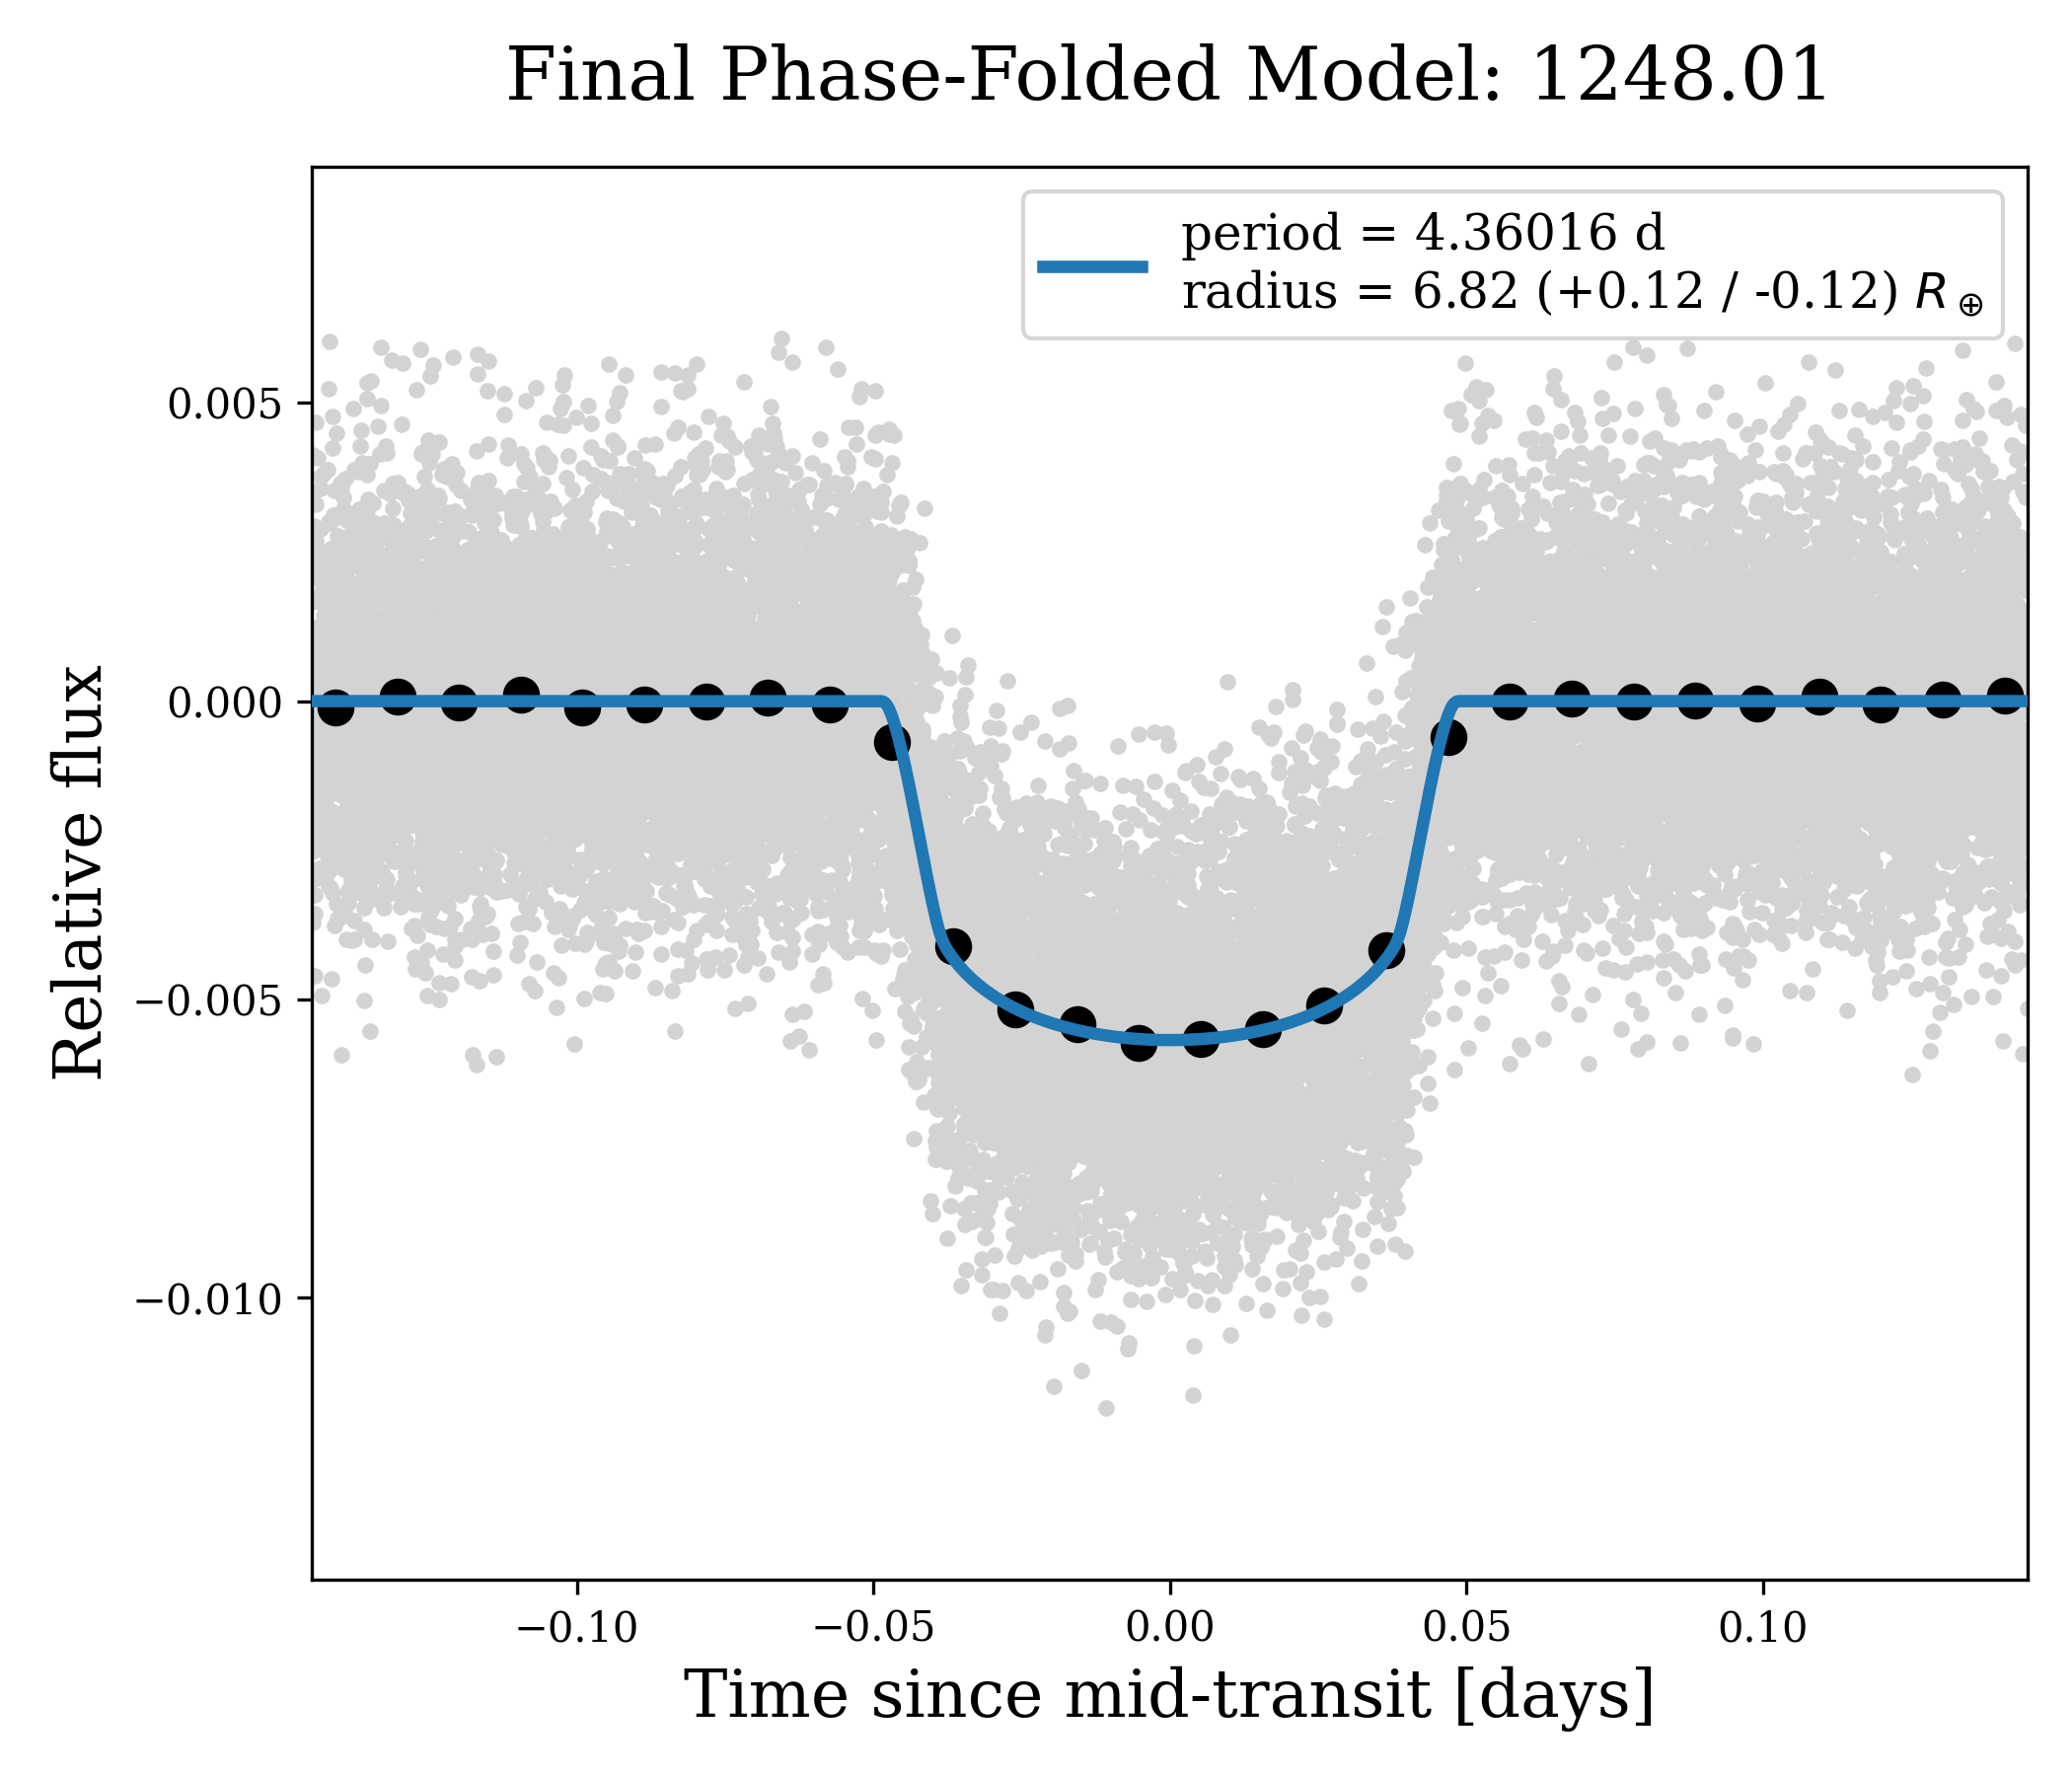 Final Phase-Folded Model: 1248.01
period = 4.36016 d
radius = 6.82 (+0.12 / -0.12) R⊕
0.005
0.000
−0.005
−0.010
Relative flux
−0.10
−0.05
0.00
0.05
0.10
Time since mid-transit [days]